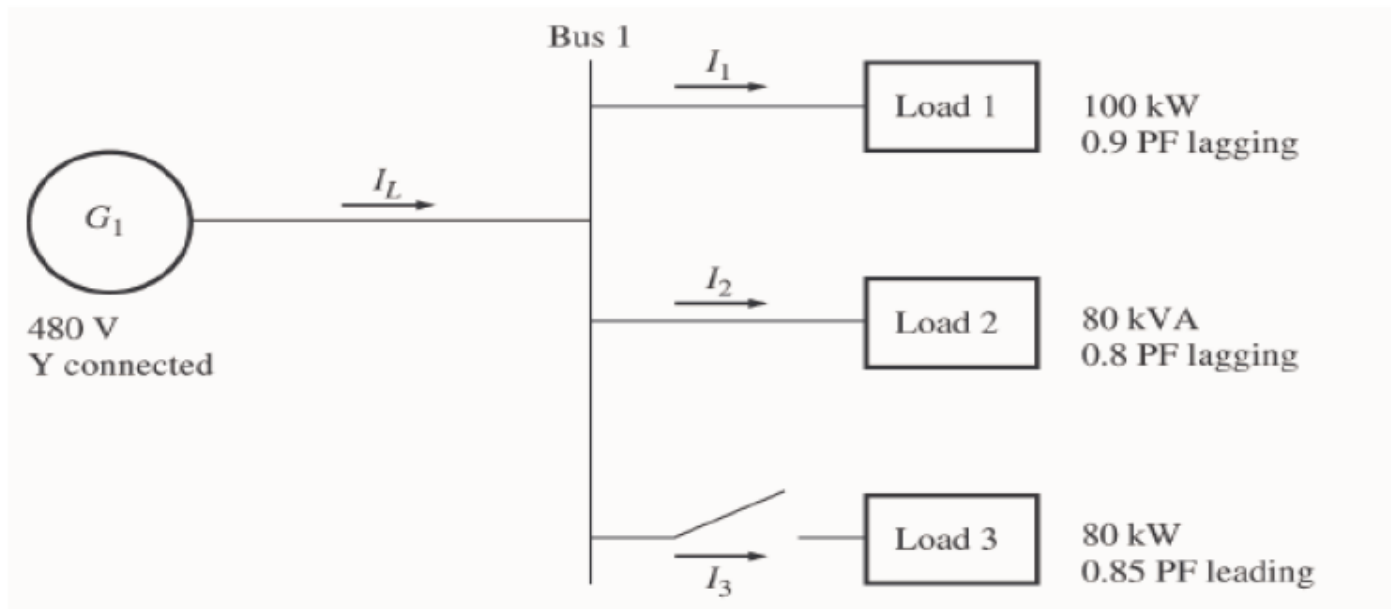 Bus 1
I1
Load 1
100 kW
0.9 PF lagging
IL
G1
480 V
Y connected
I2
Load 2
80 kVA
0.8 PF lagging
I3
Load 3
80 kW
0.85 PF leading